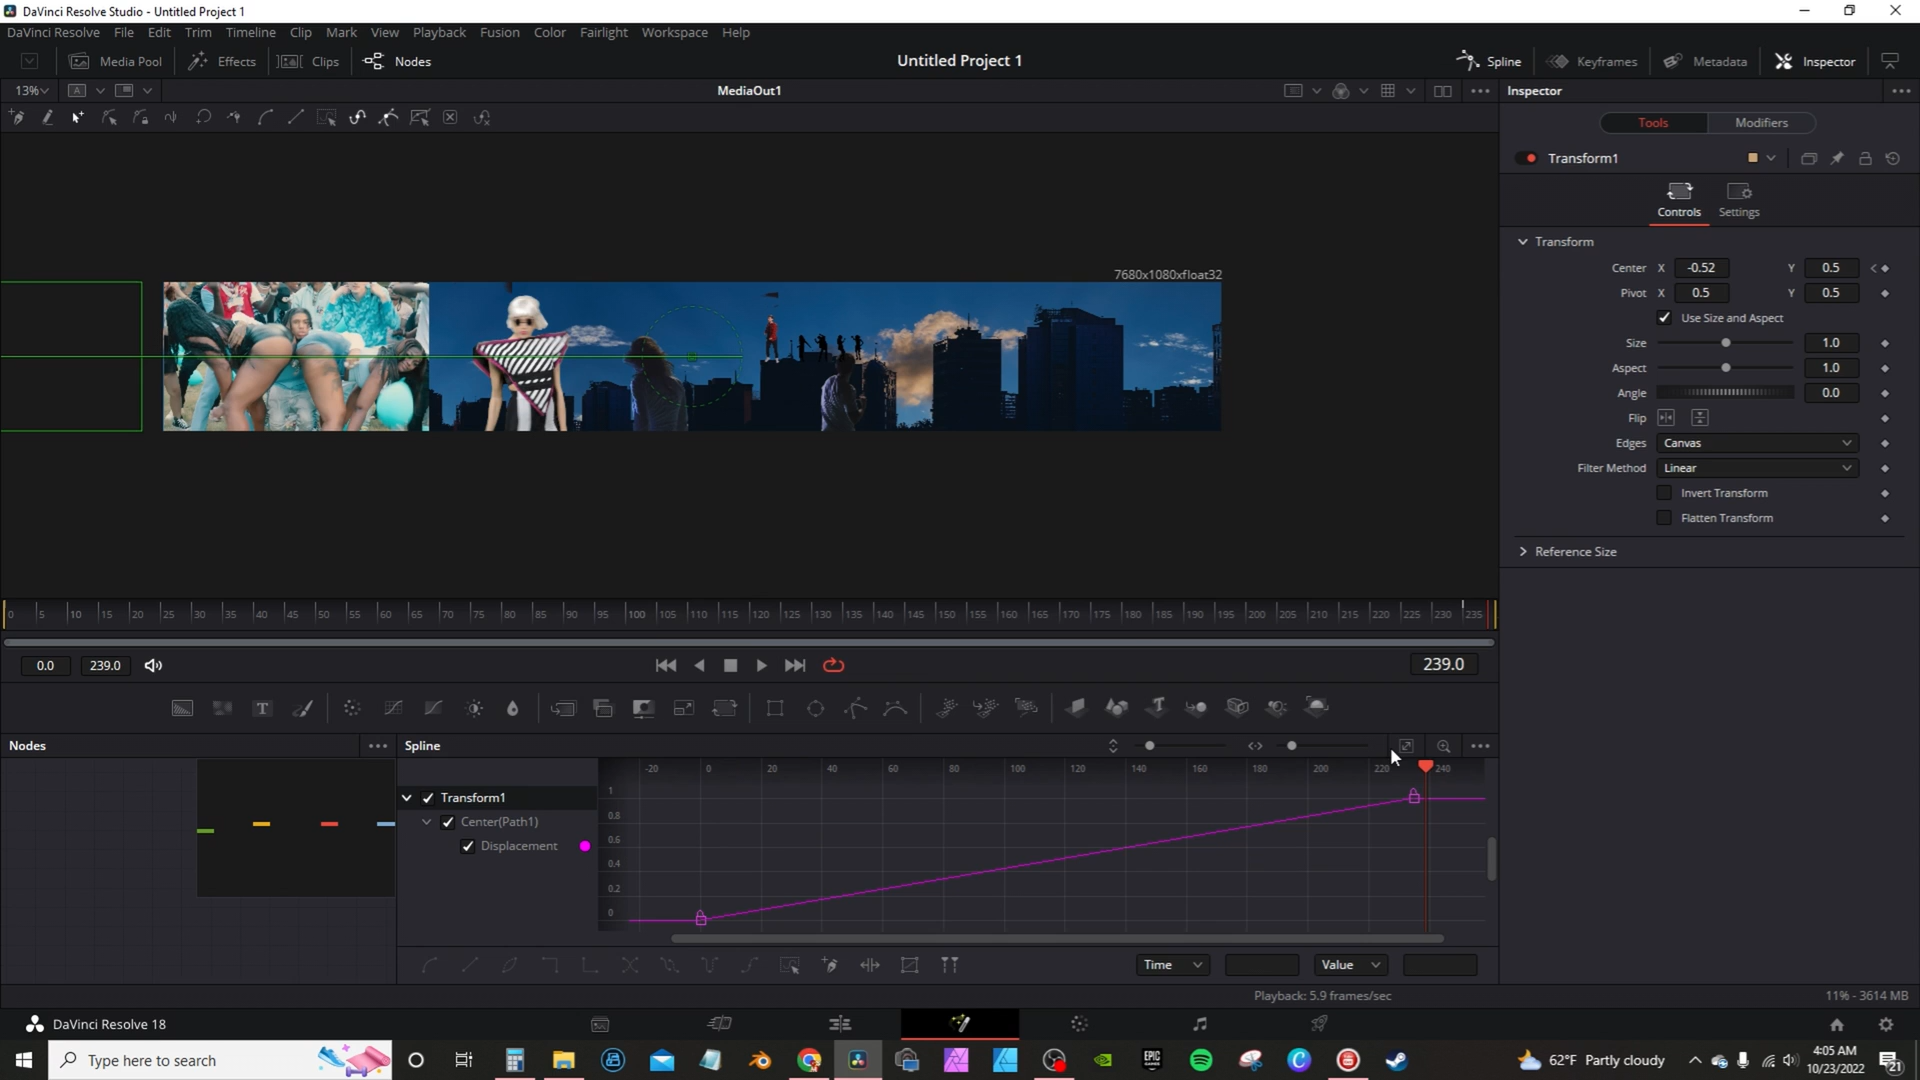 DaVinci Resolve Studio - Untitled Project 1
DaVinci Resolve File Edit Trim Timeline Clip Mark View Playback Fusion Color Fairlight Workspace Help
Media Pool Effects Clips Nodes Untitled Project 1 Spline Keyframes Metadata Inspector
13% A MediaOut1 Inspector
Tools Modifiers
Transform1
Controls Settings
Transform
Center X -0.52 Y 0.5
Pivot X 0.5 Y 0.5
Use Size and Aspect
Size 1.0
Aspect 1.0
Angle 0.0
Flip
Edges Canvas
Filter Method Linear
Invert Transform
Flatten Transform
Reference Size
7680x1080xfloat32
0 5 10 15 20 25 30 35 40 45 50 55 60 65 70 75 80 85 90 95 100 105 110 115 120 125 130 135 140 145 150 155 160 165 170 175 180 185 190 195 200 205 210 215 220 225 230 235
0.0 239.0 239.0
Nodes Spline
-20 0 20 40 60 80 100 120 140 160 180 200 220 240
Transform1
Center(Path1)
Displacement
1
0.8
0.6
0.4
0.2
0
Time Value
Playback: 5.9 frames/sec 11% - 3614 MB
DaVinci Resolve 18
Type here to search
EPIC GAMES
62°F Partly cloudy
4:05 AM
10/23/2022
21